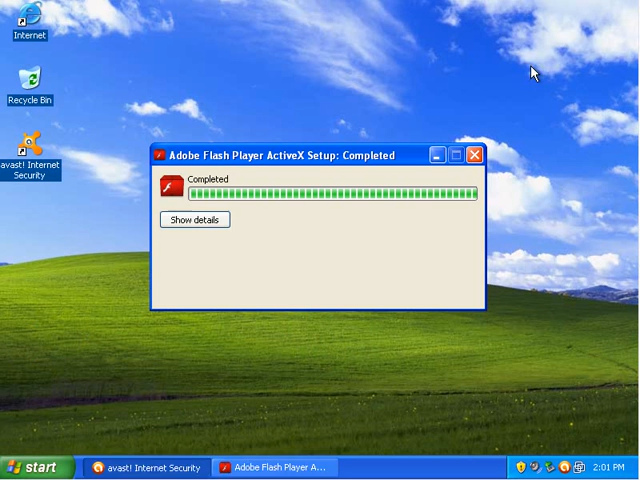 Internet
Recycle Bin
avast! Internet
Security
Adobe Flash Player ActiveX Setup: Completed
Completed
Show details
start
avast! Internet Security
Adobe Flash Player A...
2:01 PM